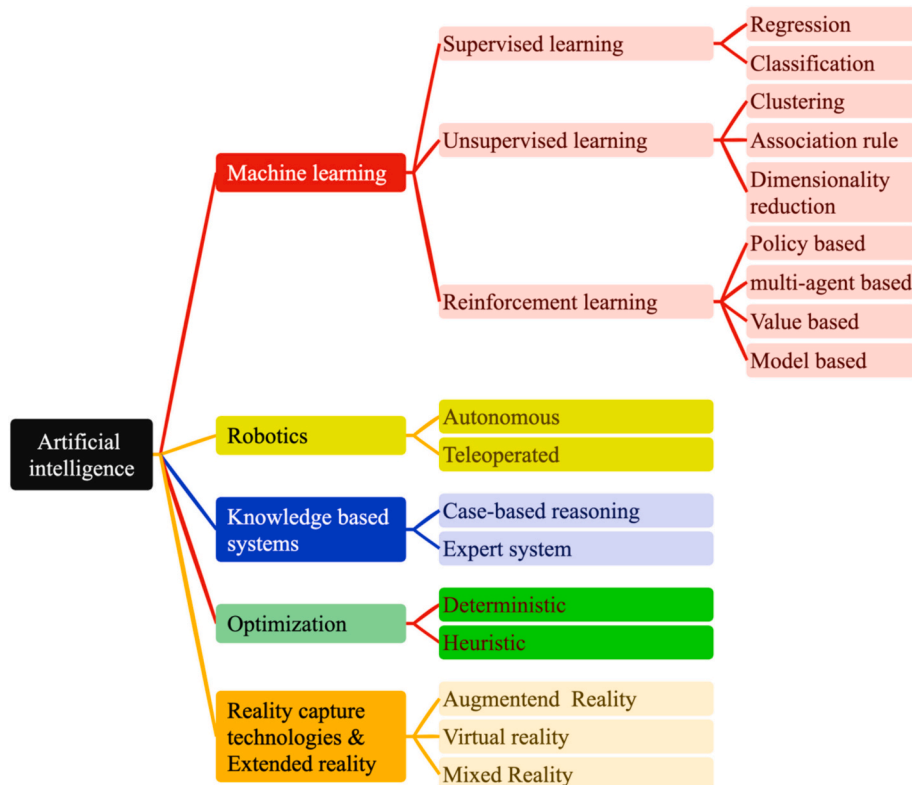 Artificial
intelligence
Machine learning
Supervised learning
Regression
Classification
Unsupervised learning
Clustering
Association rule
Dimensionality
reduction
Reinforcement learning
Policy based
multi-agent based
Value based
Model based
Robotics
Autonomous
Teleoperated
Knowledge based
systems
Case-based reasoning
Expert system
Optimization
Deterministic
Heuristic
Reality capture
technologies &
Extended reality
Augmentend  Reality
Virtual reality
Mixed Reality